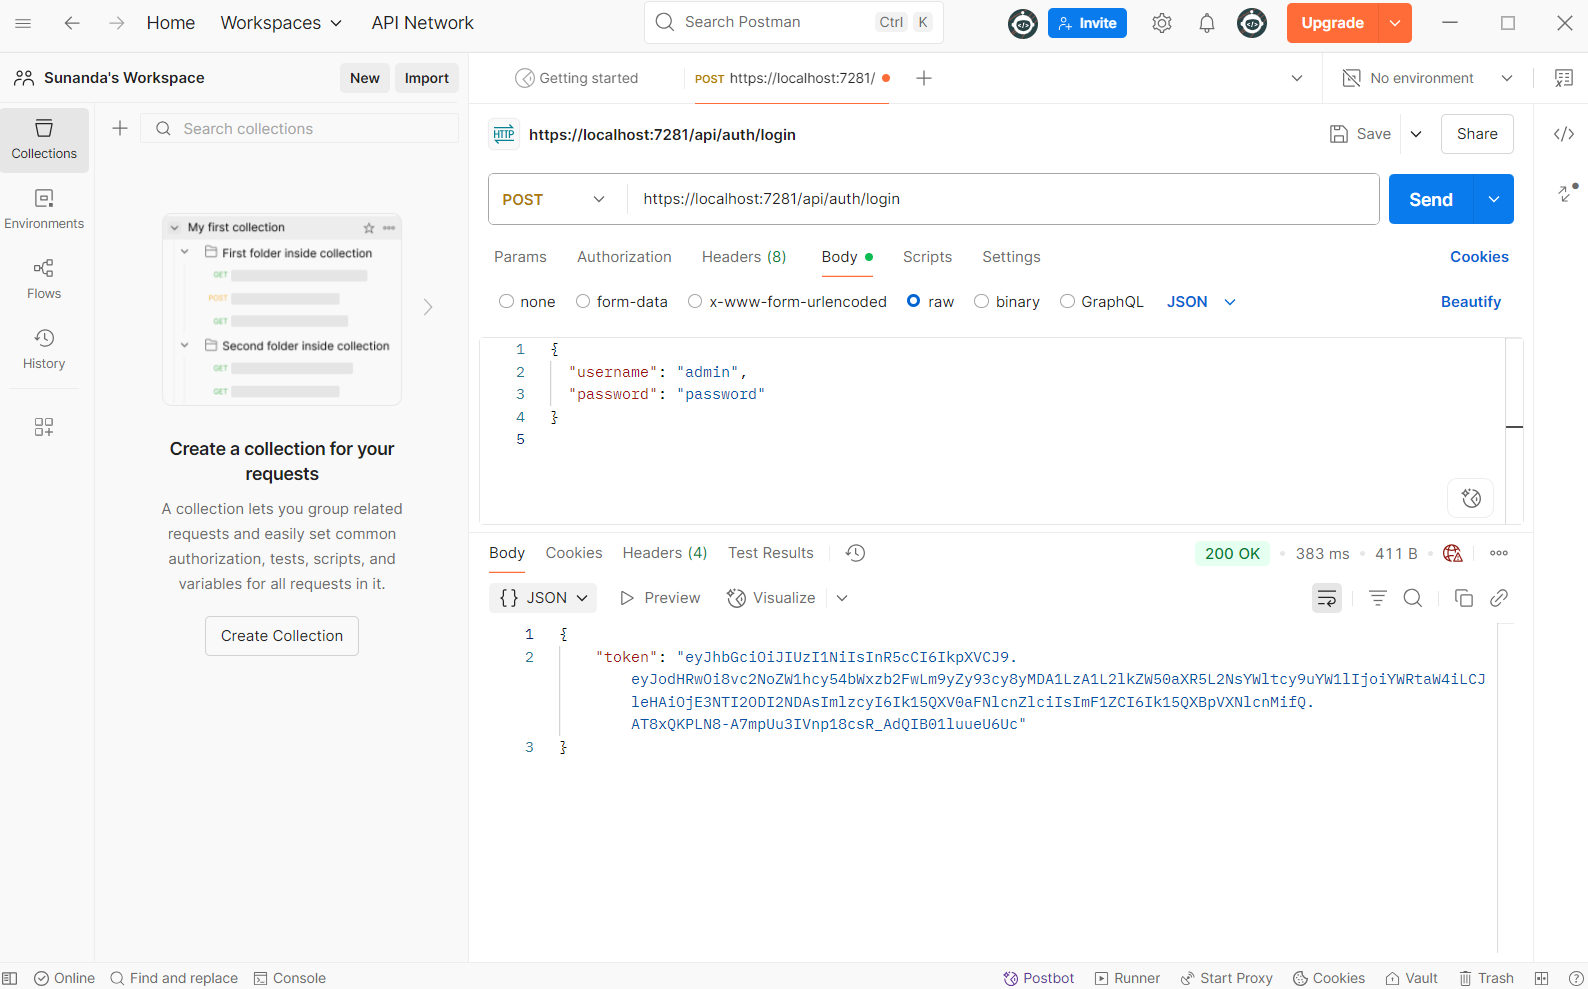 Home Workspaces API Network Search Postman Ctrl K Invite Upgrade
Sunanda's Workspace New Import Getting started POST https://localhost:7281/ No environment
Collections
Environments
Flows
History
Search collections
My first collection
First folder inside collection
GET
POST
GET
Second folder inside collection
GET
GET
Create a collection for your
requests
A collection lets you group related
requests and easily set common
authorization, tests, scripts, and
variables for all requests in it.
Create Collection
HTTP https://localhost:7281/api/auth/login Save Share
POST https://localhost:7281/api/auth/login Send
Params Authorization Headers (8) Body Scripts Settings Cookies
none form-data x-www-form-urlencoded raw binary GraphQL JSON Beautify
1 {
2 "username": "admin",
3 "password": "password"
4 }
5
Body Cookies Headers (4) Test Results 200 OK 383 ms 411 B
{} JSON Preview Visualize
1 {
2 "token": "eyJhbGciOiJIUzI1NiIsInR5cCI6IkpXVCJ9.
eyJodHRwOi8vc2NoZW1hcy54bWxzb2FwLm9yZy93cy8yMDA1LzA1L2lkZW50aXR5L2NsYWltcy9uYW1lIjoiYWRtaW4iLCJ
leHAiOjE3NTI2ODI2NDAsImlzcyI6Ik15QXV0aFNlcnZlciIsImF1ZCI6Ik15QXBpVXNlcnMifQ.
AT8xQKPLN8-A7mpUu3IVnp18csR_AdQIB01luueU6Uc"
3 }
Online Find and replace Console Postbot Runner Start Proxy Cookies Vault Trash